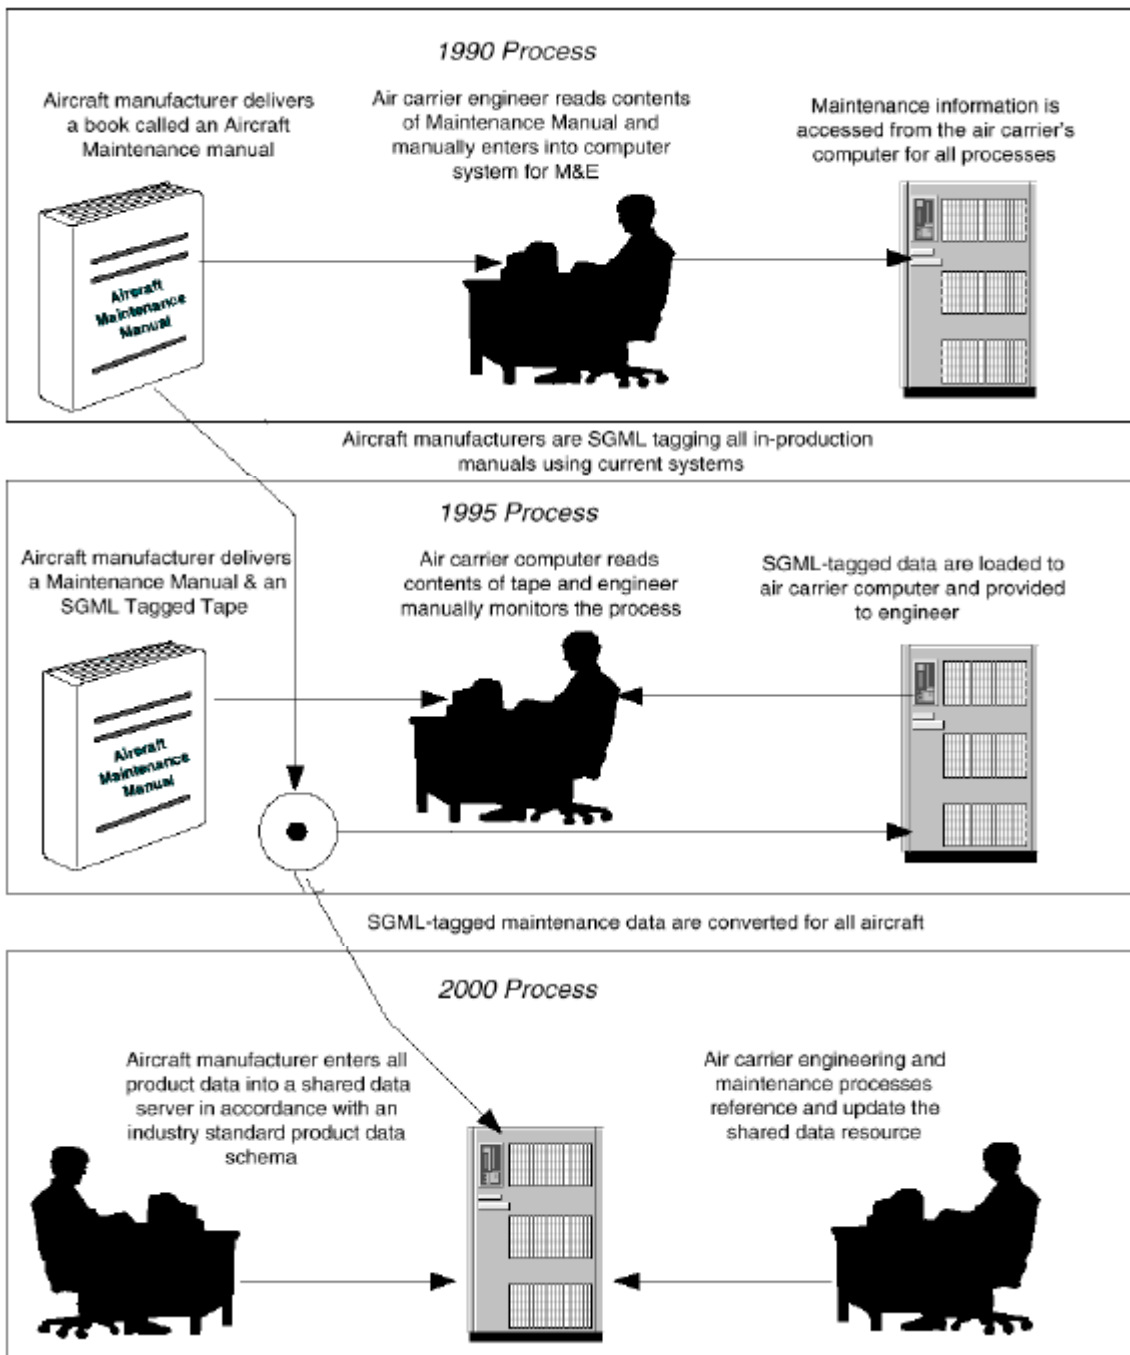 1990 Process
Aircraft manufacturer delivers
a book called an Aircraft
Maintenance manual
Air carrier engineer reads contents
of Maintenance Manual and
manually enters into computer
system for M&E
Maintenance information is
accessed from the air carrier's
computer for all processes
Aircraft
Maintenance
Manual
Aircraft manufacturers are SGML tagging all in-production
manuals using current systems
1995 Process
Aircraft manufacturer delivers
a Maintenance Manual & an
SGML Tagged Tape
Air carrier computer reads
contents of tape and engineer
manually monitors the process
SGML-tagged data are loaded to
air carrier computer and provided
to engineer
Aircraft
Maintenance
Manual
SGML-tagged maintenance data are converted for all aircraft
2000 Process
Aircraft manufacturer enters all
product data into a shared data
server in accordance with an
industry standard product data
schema
Air carrier engineering and
maintenance processes
reference and update the
shared data resource